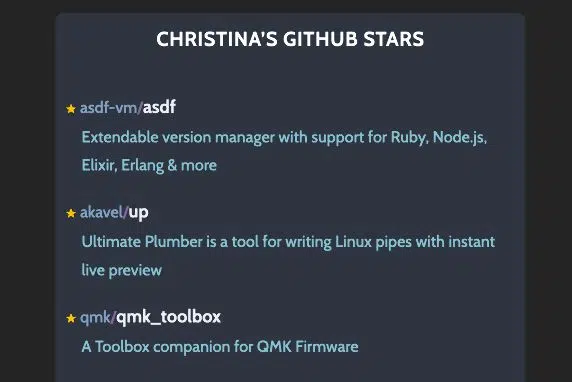 CHRISTINA'S GITHUB STARS
asdf-vm/asdf
Extendable version manager with support for Ruby, Node.js,
Elixir, Erlang & more
akavel/up
Ultimate Plumber is a tool for writing Linux pipes with instant
live preview
qmk/qmk_toolbox
A Toolbox companion for QMK Firmware